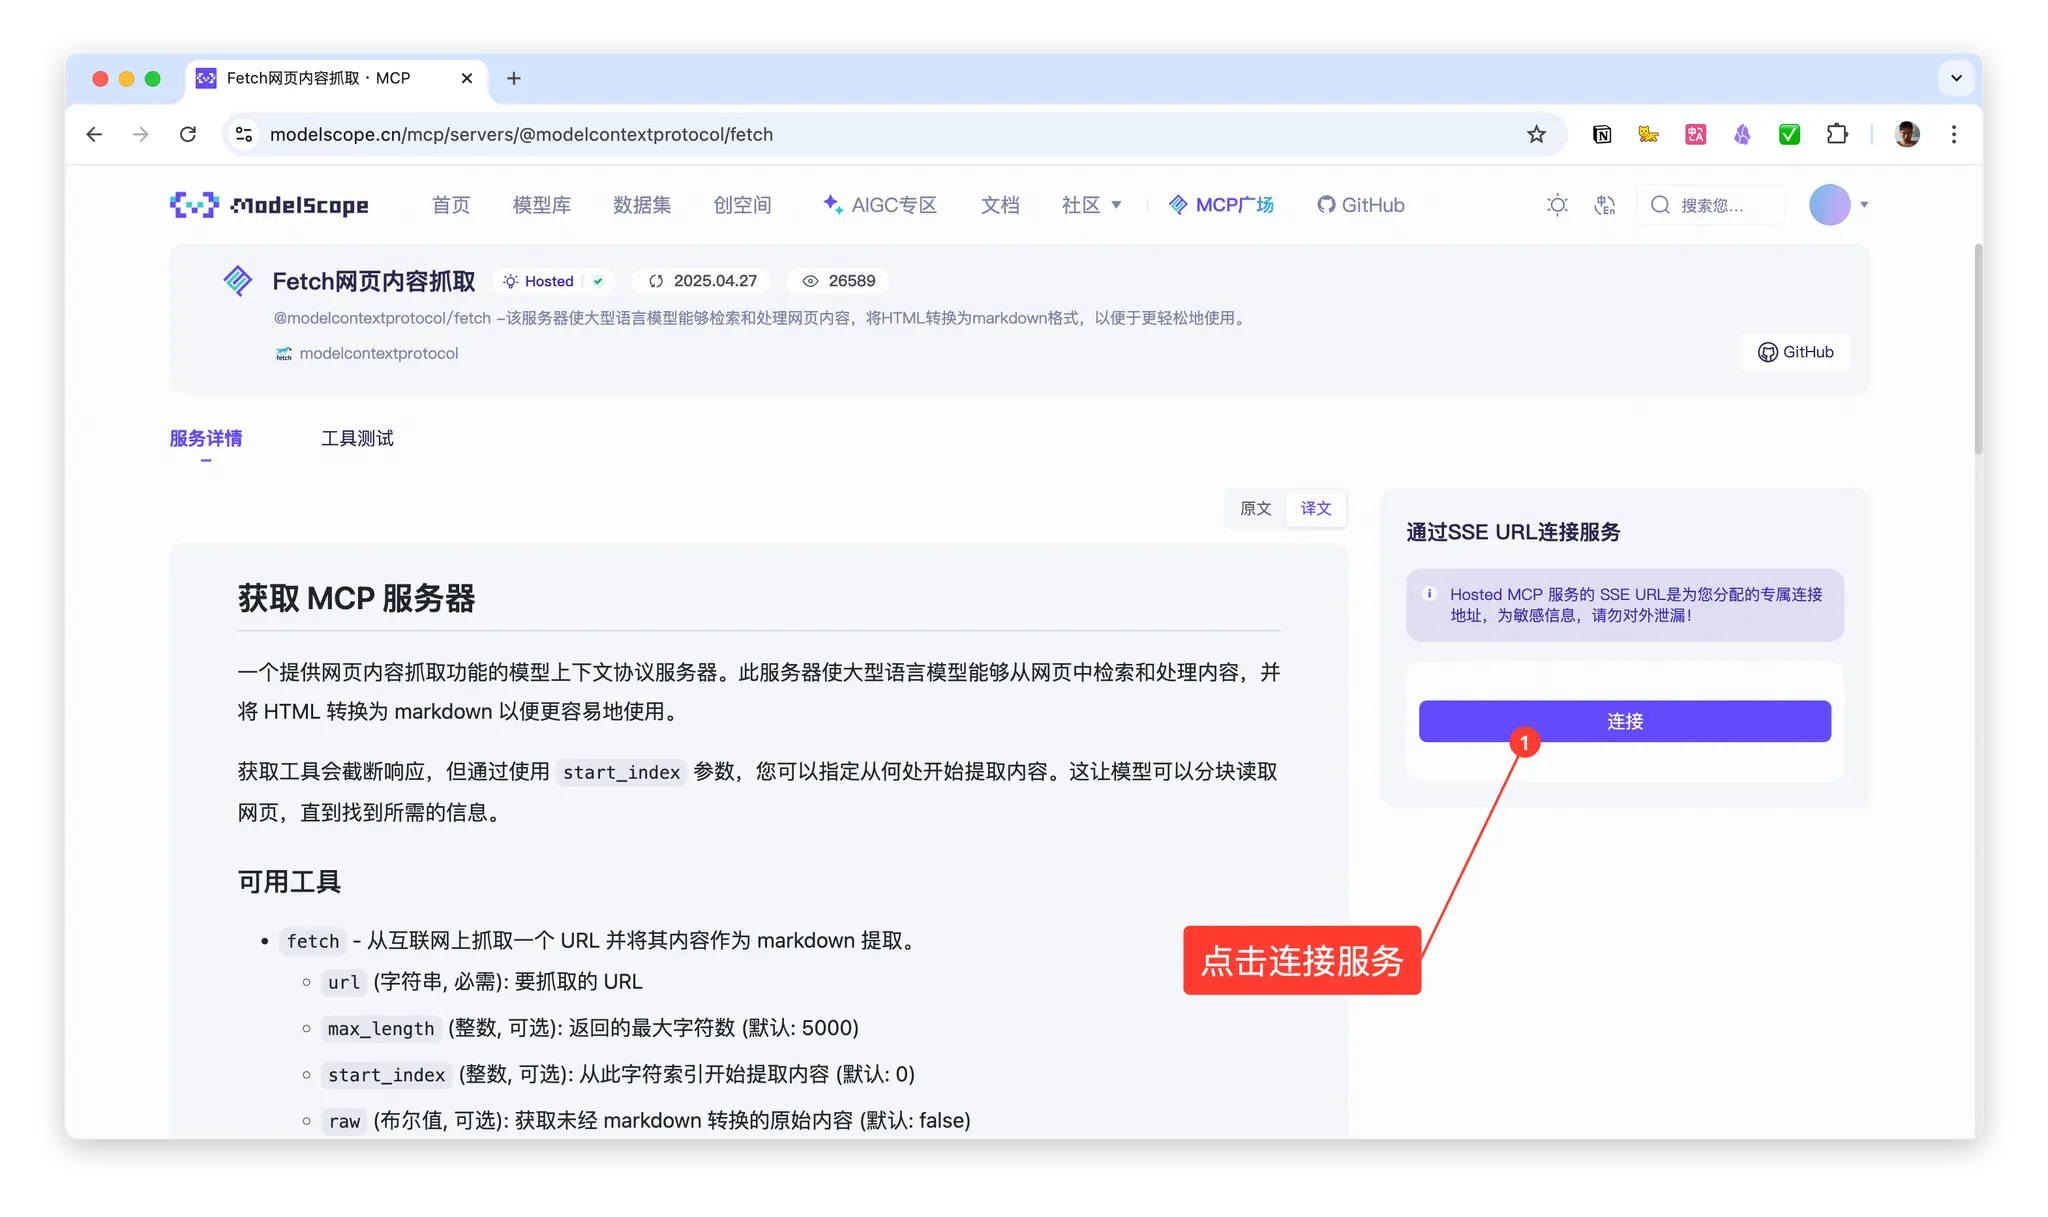 Fetch网页内容抓取 · MCP
modelscope.cn/mcp/servers/@modelcontextprotocol/fetch
ModelScope 首页 模型库 数据集 创空间 AIGC专区 文档 社区 MCP广场 GitHub 中EN 搜索您...
Fetch网页内容抓取 Hosted 2025.04.27 26589
@modelcontextprotocol/fetch –该服务器使大型语言模型能够检索和处理网页内容，将HTML转换为markdown格式，以便于更轻松地使用。
fetch modelcontextprotocol
GitHub
服务详情 工具测试
原文 译文
获取 MCP 服务器
一个提供网页内容抓取功能的模型上下文协议服务器。此服务器使大型语言模型能够从网页中检索和处理内容，并
将 HTML 转换为 markdown 以便更容易地使用。
获取工具会截断响应，但通过使用 start_index 参数，您可以指定从何处开始提取内容。这让模型可以分块读取
网页，直到找到所需的信息。
可用工具
• fetch - 从互联网上抓取一个 URL 并将其内容作为 markdown 提取。
◦ url (字符串, 必需): 要抓取的 URL
◦ max_length (整数, 可选): 返回的最大字符数 (默认: 5000)
◦ start_index (整数, 可选): 从此字符索引开始提取内容 (默认: 0)
◦ raw (布尔值, 可选): 获取未经 markdown 转换的原始内容 (默认: false)
通过SSE URL连接服务
Hosted MCP 服务的 SSE URL是为您分配的专属连接
地址，为敏感信息，请勿对外泄漏！
连接
1
点击连接服务